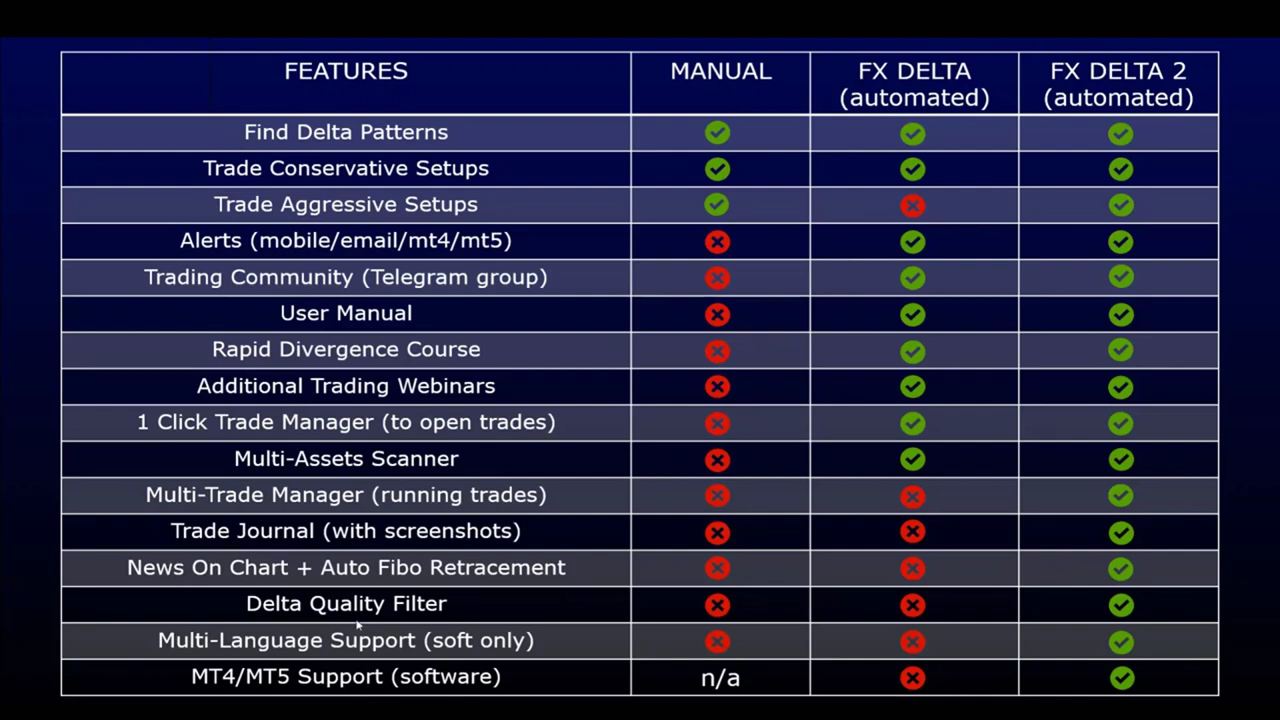 FEATURES MANUAL FX DELTA FX DELTA 2
(automated) (automated)
Find Delta Patterns
Trade Conservative Setups
Trade Aggressive Setups
Alerts (mobile/email/mt4/mt5)
Trading Community (Telegram group)
User Manual
Rapid Divergence Course
Additional Trading Webinars
1 Click Trade Manager (to open trades)
Multi-Assets Scanner
Multi-Trade Manager (running trades)
Trade Journal (with screenshots)
News On Chart + Auto Fibo Retracement
Delta Quality Filter
Multi-Language Support (soft only)
MT4/MT5 Support (software) n/a